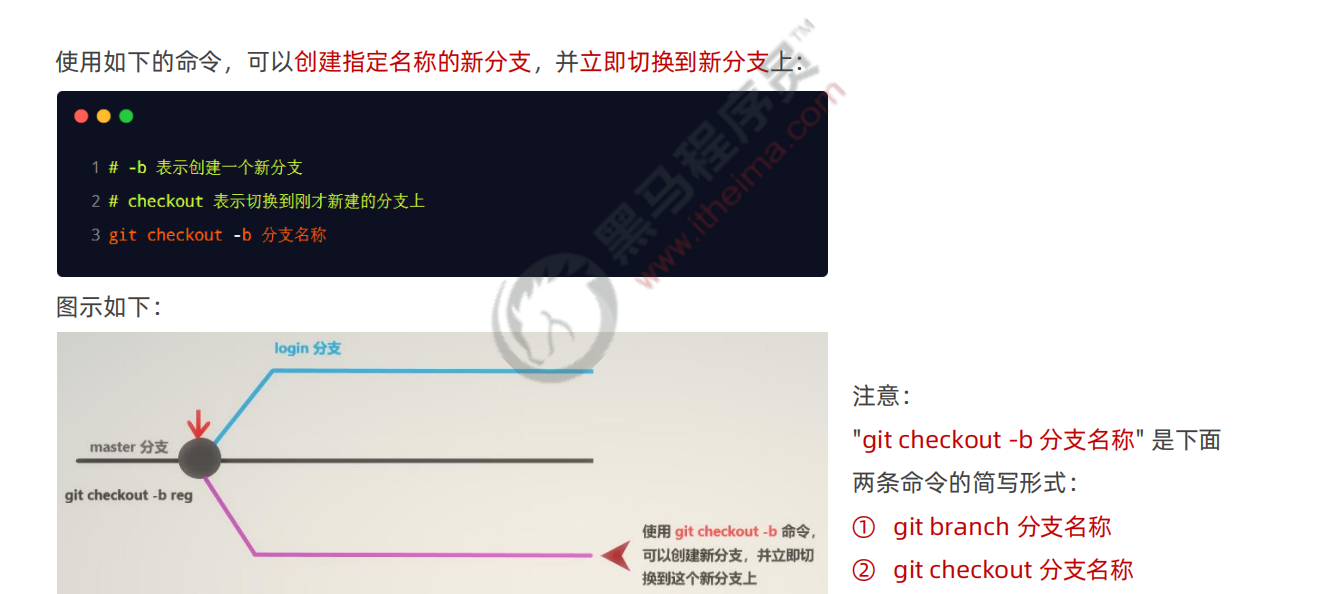 使用如下的命令，可以创建指定名称的新分支，并立即切换到新分支上：
1 # -b 表示创建一个新分支
2 # checkout 表示切换到刚才新建的分支上
3 git checkout -b 分支名称
黑马程序员™
www.itheima.com
图示如下：
login 分支
master 分支
git checkout -b reg
使用 git checkout -b 命令，
可以创建新分支，并立即切
换到这个新分支上
注意：
"git checkout -b 分支名称" 是下面
两条命令的简写形式：
① git branch 分支名称
② git checkout 分支名称